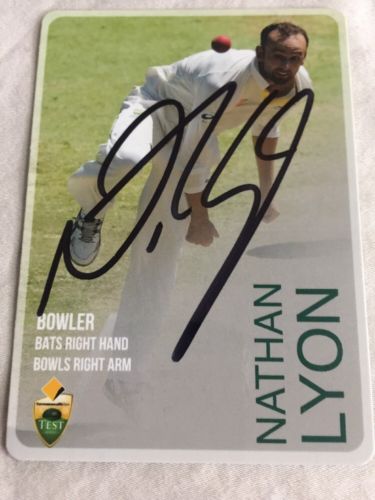 BOWLER
BATS RIGHT HAND
BOWLS RIGHT ARM
NATHAN
LYON
TEST